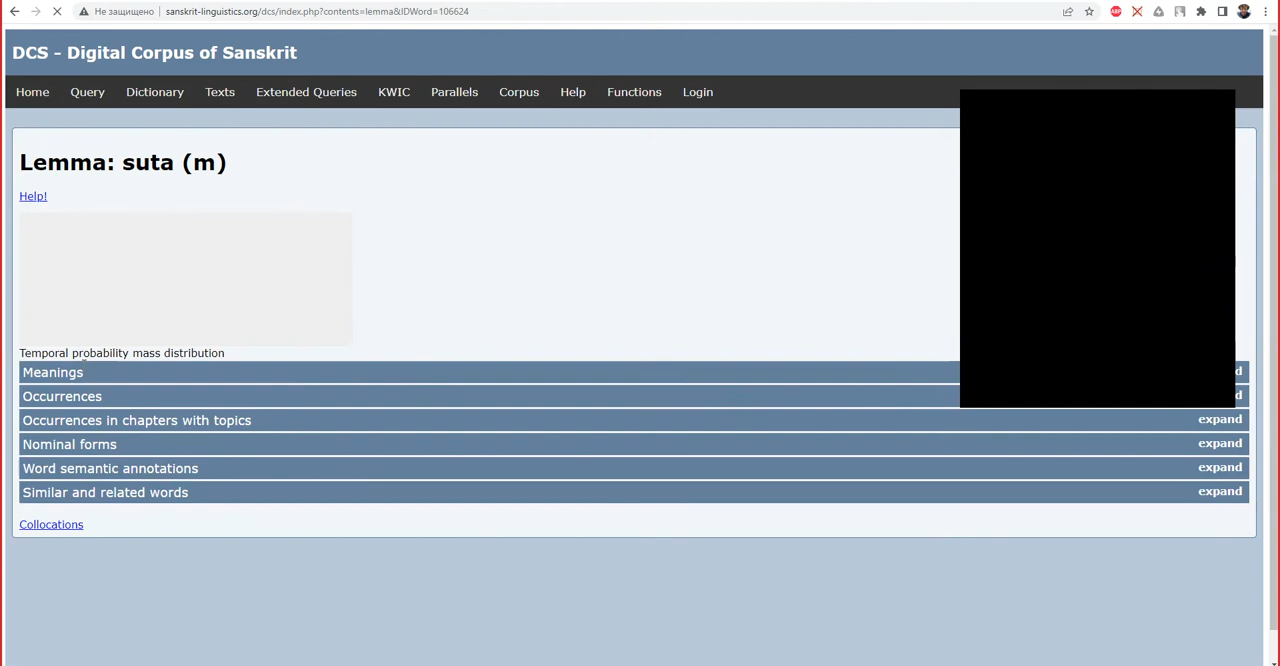 Не защищено sanskrit-linguistics.org/dcs/index.php?contents=lemma&IDWord=106624
ABP
DCS - Digital Corpus of Sanskrit
Home Query Dictionary Texts Extended Queries KWIC Parallels Corpus Help Functions Login
Lemma: suta (m)
Help!
Temporal probability mass distribution
Meanings d
Occurrences d
Occurrences in chapters with topics expand
Nominal forms expand
Word semantic annotations expand
Similar and related words expand
Collocations